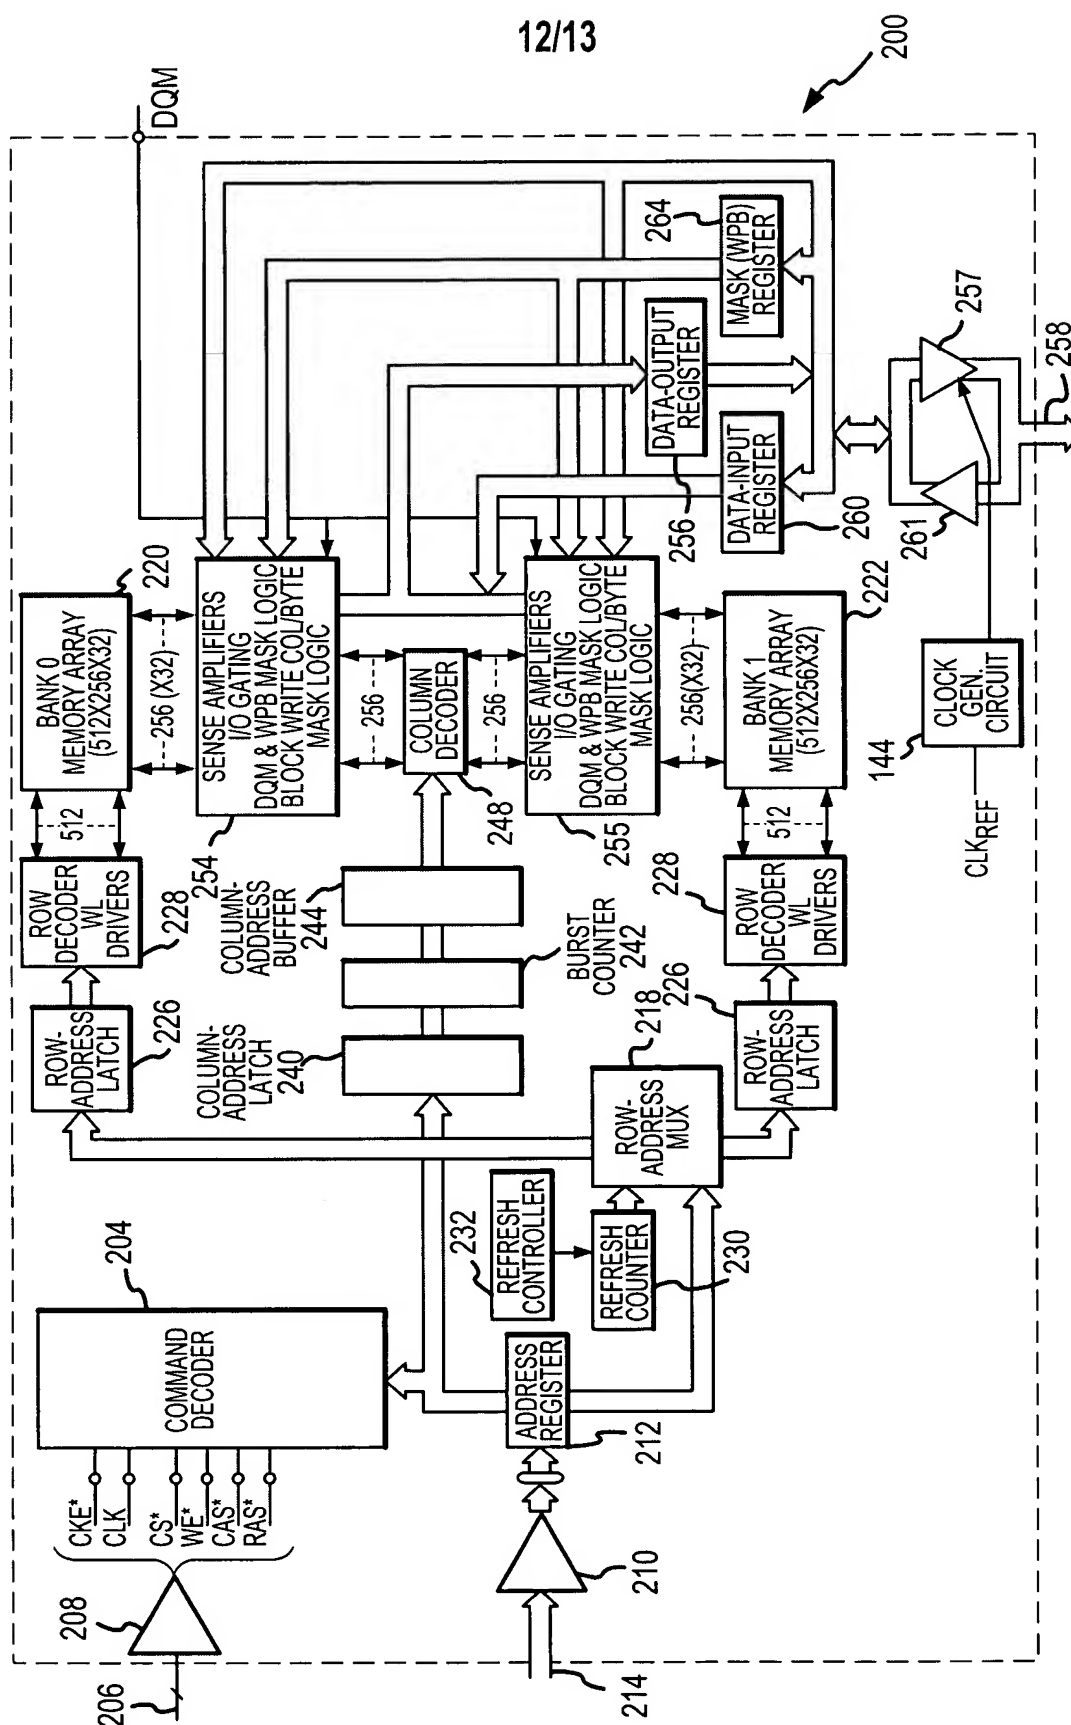 12/13
200
DQM
206
208
CKE*
CLK
CS*
WE*
CAS*
RAS*
COMMAND
DECODER
204
214
210
ADDRESS
REGISTER
212
232
REFRESH
CONTROLLER
REFRESH
COUNTER
230
ROW-
ADDRESS
MUX
218
ROW-
ADDRESS
LATCH
226
ROW
DECODER
WL
DRIVERS
228
512
BANK 0
MEMORY ARRAY
(512X256X32)
220
256 (X32)
SENSE AMPLIFIERS
I/O GATING
DQM & WPB MASK LOGIC
BLOCK WRITE COL/BYTE
MASK LOGIC
254
COLUMN-
ADDRESS
LATCH
240
BURST
COUNTER
242
COLUMN-
ADDRESS
BUFFER
244
256
COLUMN
DECODER
248
256
SENSE AMPLIFIERS
I/O GATING
DQM & WPB MASK LOGIC
BLOCK WRITE COL/BYTE
MASK LOGIC
255
256(X32)
ROW-
ADDRESS
LATCH
226
ROW
DECODER
WL
DRIVERS
228
512
BANK 1
MEMORY ARRAY
(512X256X32)
222
DATA-INPUT
REGISTER
260
DATA-OUTPUT
REGISTER
256
MASK (WPB)
REGISTER
264
CLKREF
CLOCK
GEN.
CIRCUIT
144
261
257
258